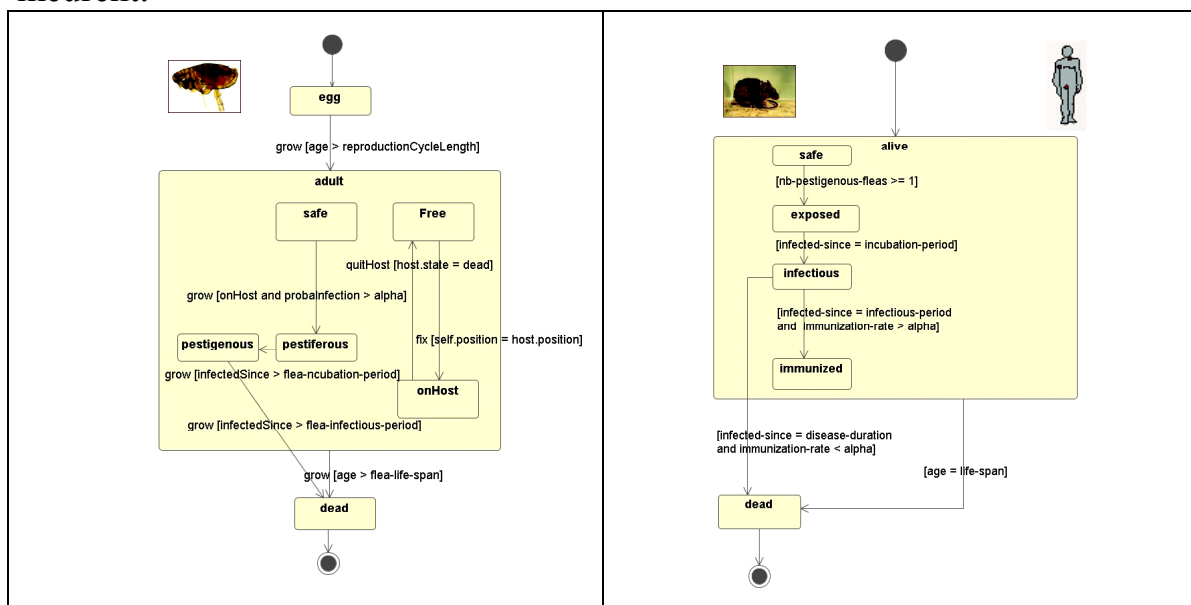 egg
grow [age > reproductionCycleLength]
adult
safe
Free
quitHost [host.state = dead]
grow [onHost and probaInfection > alpha]
fix [self.position = host.position]
pestigenous
pestiferous
grow [infectedSince > flea-ncubation-period]
onHost
grow [infectedSince > flea-infectious-period]
grow [age > flea-life-span]
dead
alive
safe
[nb-pestigenous-fleas >= 1]
exposed
[infected-since = incubation-period]
infectious
[infected-since = infectious-period
and immunization-rate > alpha]
immunized
[infected-since = disease-duration
and immunization-rate < alpha]
[age = life-span]
dead